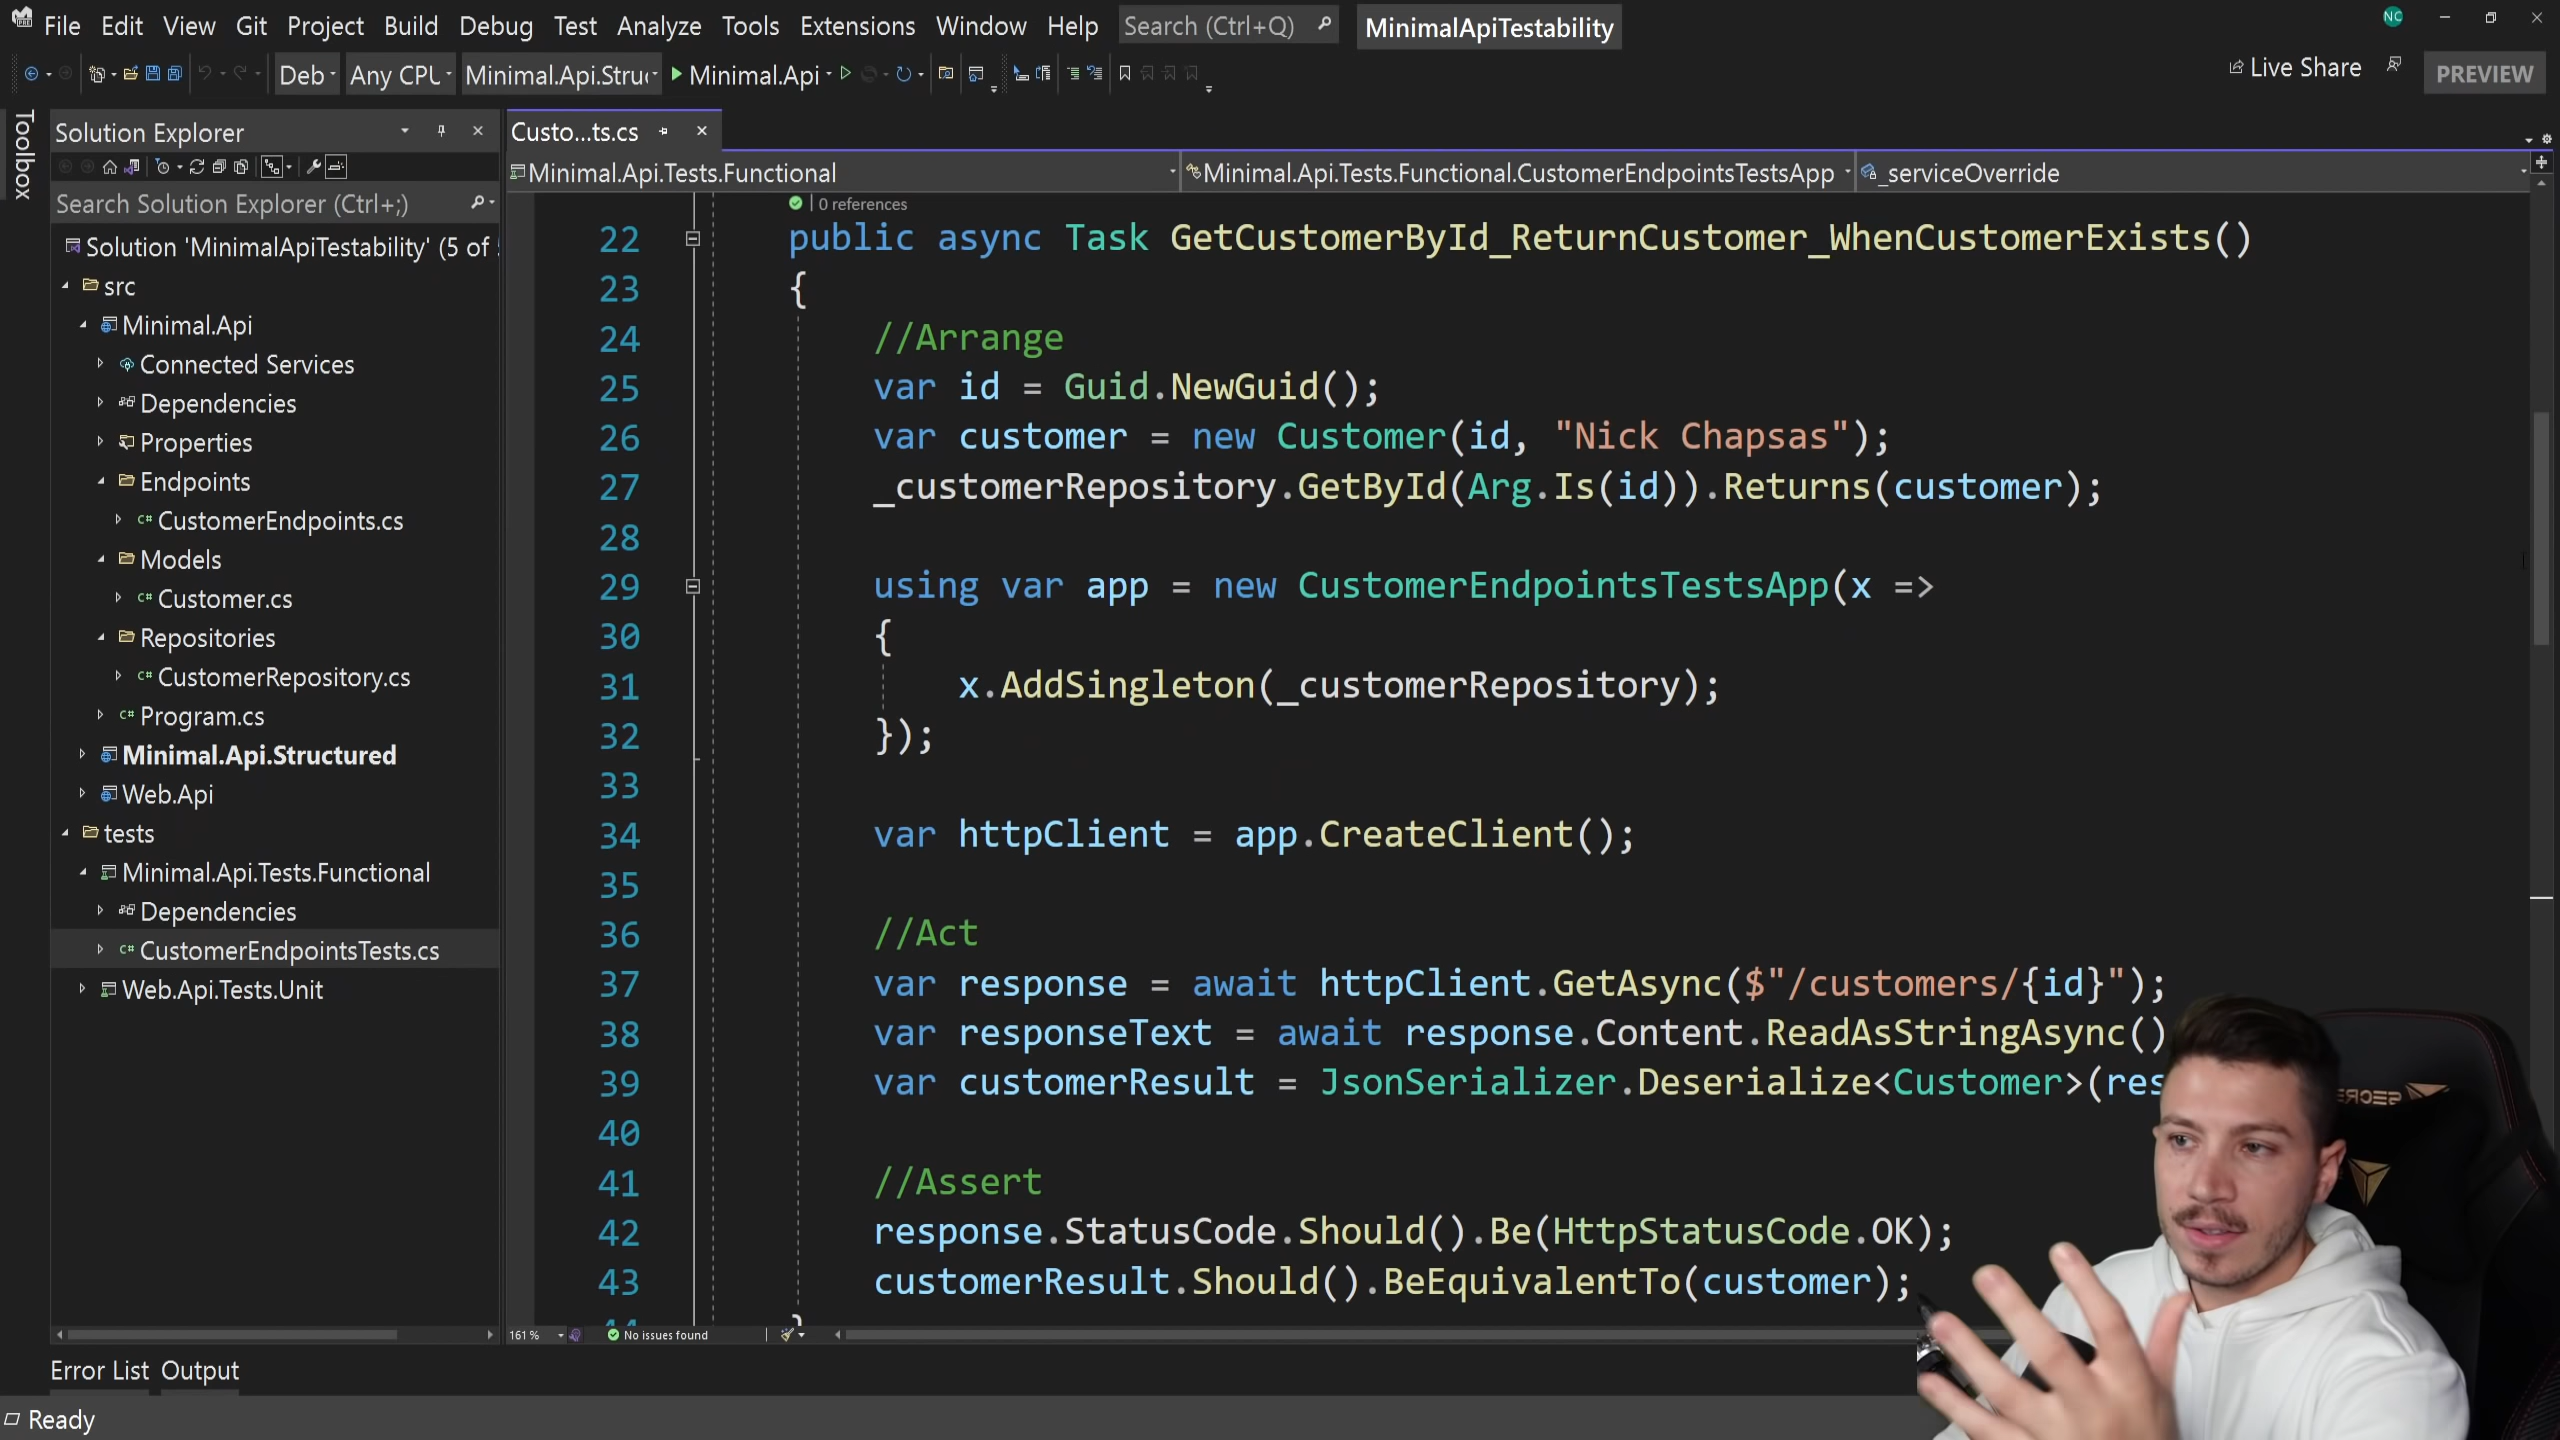 File Edit View Git Project Build Debug Test Analyze Tools Extensions Window Help Search (Ctrl+Q) MinimalApiTestability NC
Deb Any CPU Minimal.Api.Struc Minimal.Api Live Share PREVIEW
Toolbox
Solution Explorer
Search Solution Explorer (Ctrl+;)
Solution 'MinimalApiTestability' (5 of 5
src
Minimal.Api
Connected Services
Dependencies
Properties
Endpoints
C# CustomerEndpoints.cs
Models
C# Customer.cs
Repositories
C# CustomerRepository.cs
C# Program.cs
Minimal.Api.Structured
Web.Api
tests
Minimal.Api.Tests.Functional
Dependencies
C# CustomerEndpointsTests.cs
Web.Api.Tests.Unit
Custo...ts.cs
Minimal.Api.Tests.Functional Minimal.Api.Tests.Functional.CustomerEndpointsTestsApp _serviceOverride
0 references
22 public async Task GetCustomerById_ReturnCustomer_WhenCustomerExists()
23 {
24 //Arrange
25 var id = Guid.NewGuid();
26 var customer = new Customer(id, "Nick Chapsas");
27 _customerRepository.GetById(Arg.Is(id)).Returns(customer);
28
29 using var app = new CustomerEndpointsTestsApp(x =>
30 {
31 x.AddSingleton(_customerRepository);
32 });
33
34 var httpClient = app.CreateClient();
35
36 //Act
37 var response = await httpClient.GetAsync($"/customers/{id}");
38 var responseText = await response.Content.ReadAsStringAsync()
39 var customerResult = JsonSerializer.Deserialize<Customer>(res
40
41 //Assert
42 response.StatusCode.Should().Be(HttpStatusCode.OK);
43 customerResult.Should().BeEquivalentTo(customer);
161 % No issues found
Error List Output
Ready